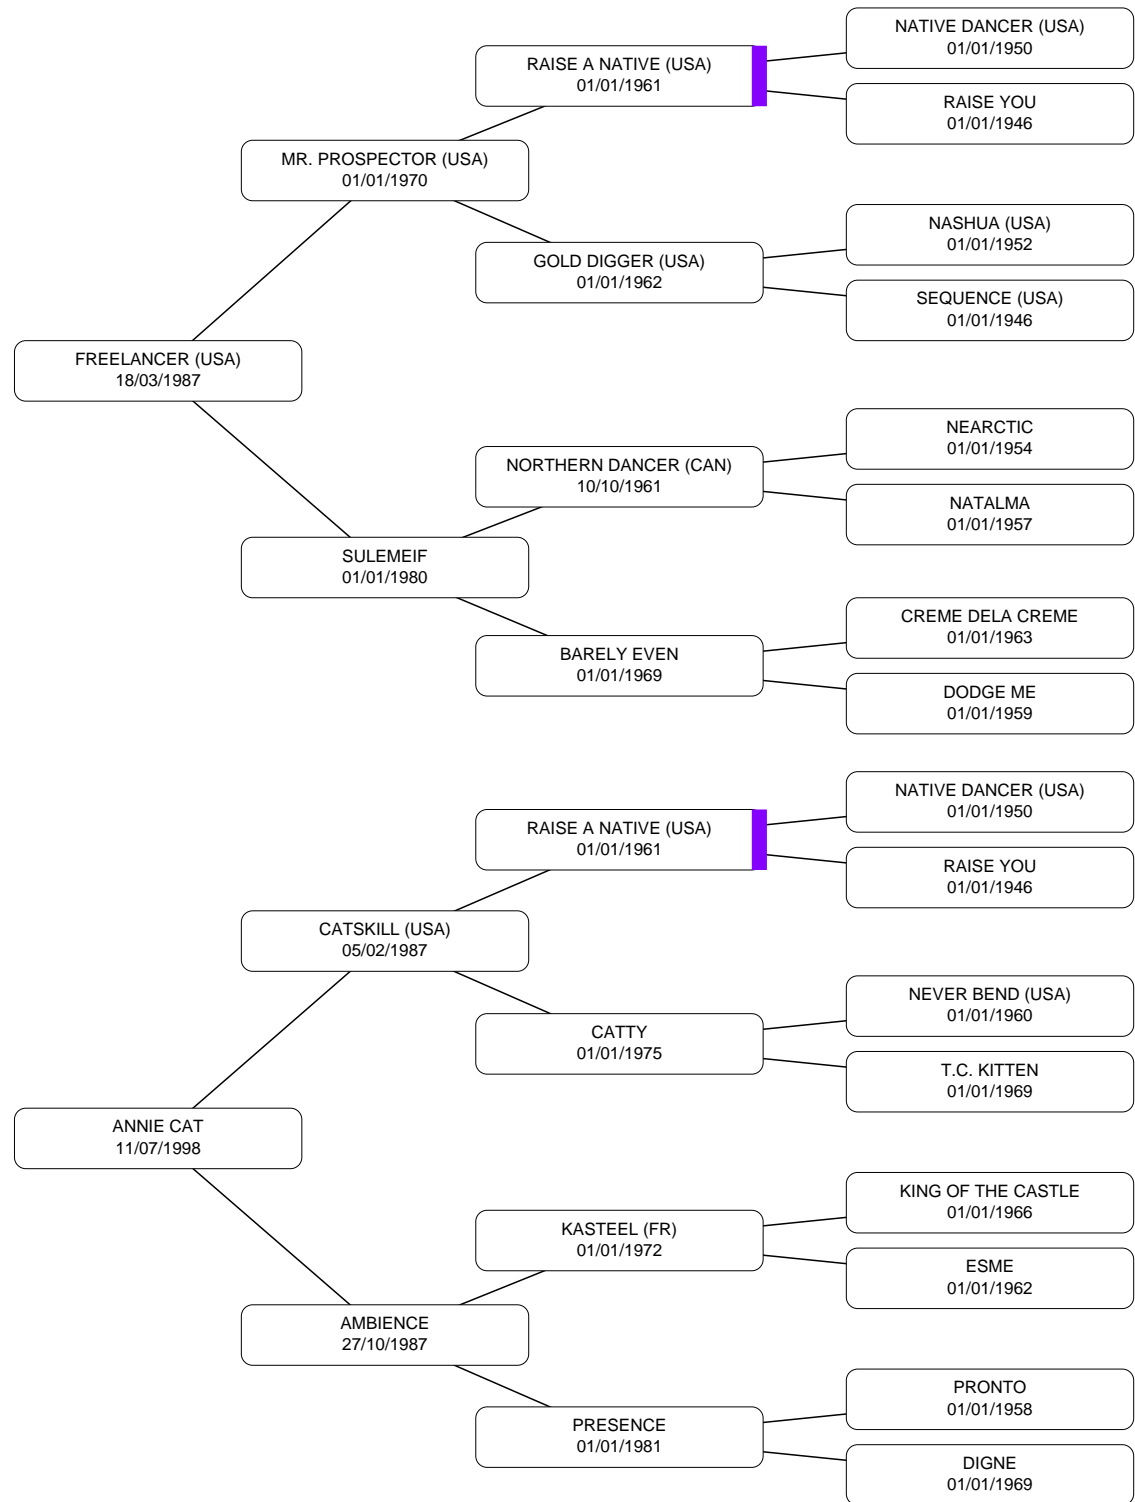 NATIVE DANCER (USA)
01/01/1950
RAISE A NATIVE (USA)
01/01/1961
RAISE YOU
01/01/1946
MR. PROSPECTOR (USA)
01/01/1970
NASHUA (USA)
01/01/1952
GOLD DIGGER (USA)
01/01/1962
SEQUENCE (USA)
01/01/1946
FREELANCER (USA)
18/03/1987
NEARCTIC
01/01/1954
NORTHERN DANCER (CAN)
10/10/1961
NATALMA
01/01/1957
SULEMEIF
01/01/1980
CREME DELA CREME
01/01/1963
BARELY EVEN
01/01/1969
DODGE ME
01/01/1959
NATIVE DANCER (USA)
01/01/1950
RAISE A NATIVE (USA)
01/01/1961
RAISE YOU
01/01/1946
CATSKILL (USA)
05/02/1987
NEVER BEND (USA)
01/01/1960
CATTY
01/01/1975
T.C. KITTEN
01/01/1969
ANNIE CAT
11/07/1998
KING OF THE CASTLE
01/01/1966
KASTEEL (FR)
01/01/1972
ESME
01/01/1962
AMBIENCE
27/10/1987
PRONTO
01/01/1958
PRESENCE
01/01/1981
DIGNE
01/01/1969